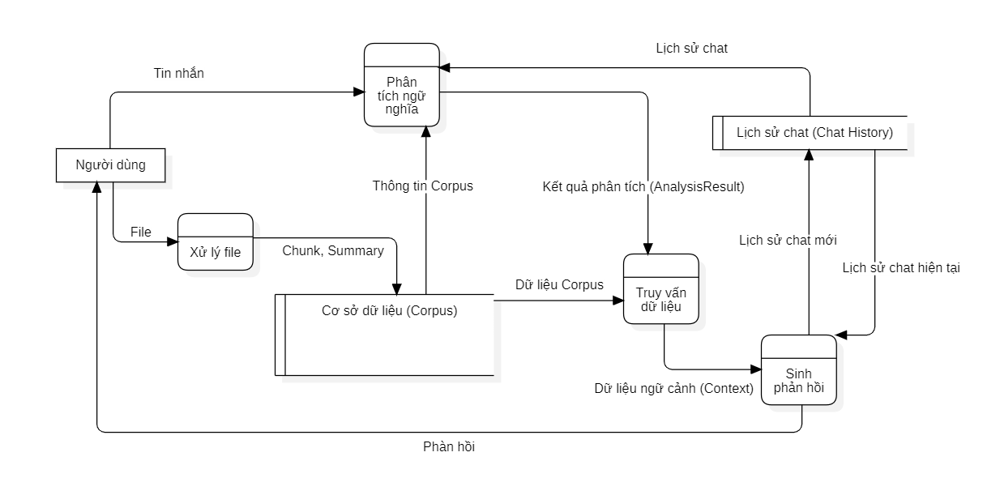 Lịch sử chat
Tin nhắn
Phân
tích ngữ
nghĩa
Lịch sử chat (Chat History)
Người dùng
Thông tin Corpus
Kết quả phân tích (AnalysisResult)
File
Xử lý file
Chunk, Summary
Lịch sử chat mới
Lịch sử chat hiện tại
Dữ liệu Corpus
Truy vấn
dữ liệu
Cơ sở dữ liệu (Corpus)
Dữ liệu ngữ cảnh (Context)
Sinh
phản hồi
Phàn hồi